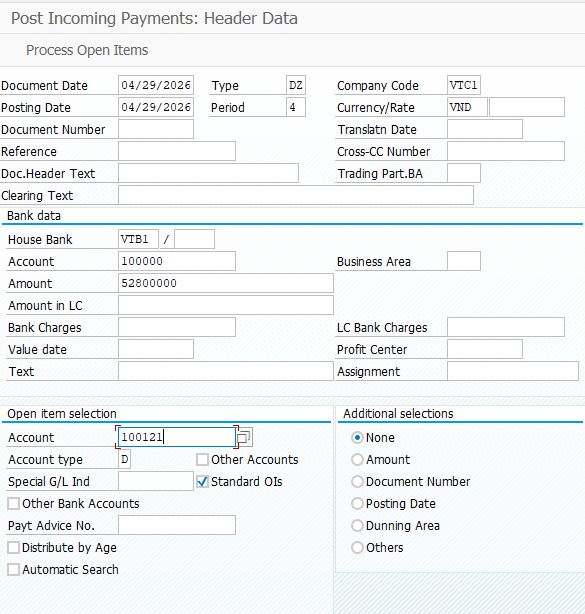 Post Incoming Payments: Header Data
Process Open Items
Document Date 04/29/2026 Type DZ Company Code VTC1
Posting Date 04/29/2026 Period 4 Currency/Rate VND
Document Number Translatn Date
Reference Cross-CC Number
Doc.Header Text Trading Part.BA
Clearing Text
Bank data
House Bank VTB1 /
Account 100000 Business Area
Amount 52800000
Amount in LC
Bank Charges LC Bank Charges
Value date Profit Center
Text Assignment
Open item selection Additional selections
Account 100121 None
Account type D Other Accounts Amount
Special G/L Ind Standard OIs Document Number
Other Bank Accounts Posting Date
Payt Advice No. Dunning Area
Distribute by Age Others
Automatic Search